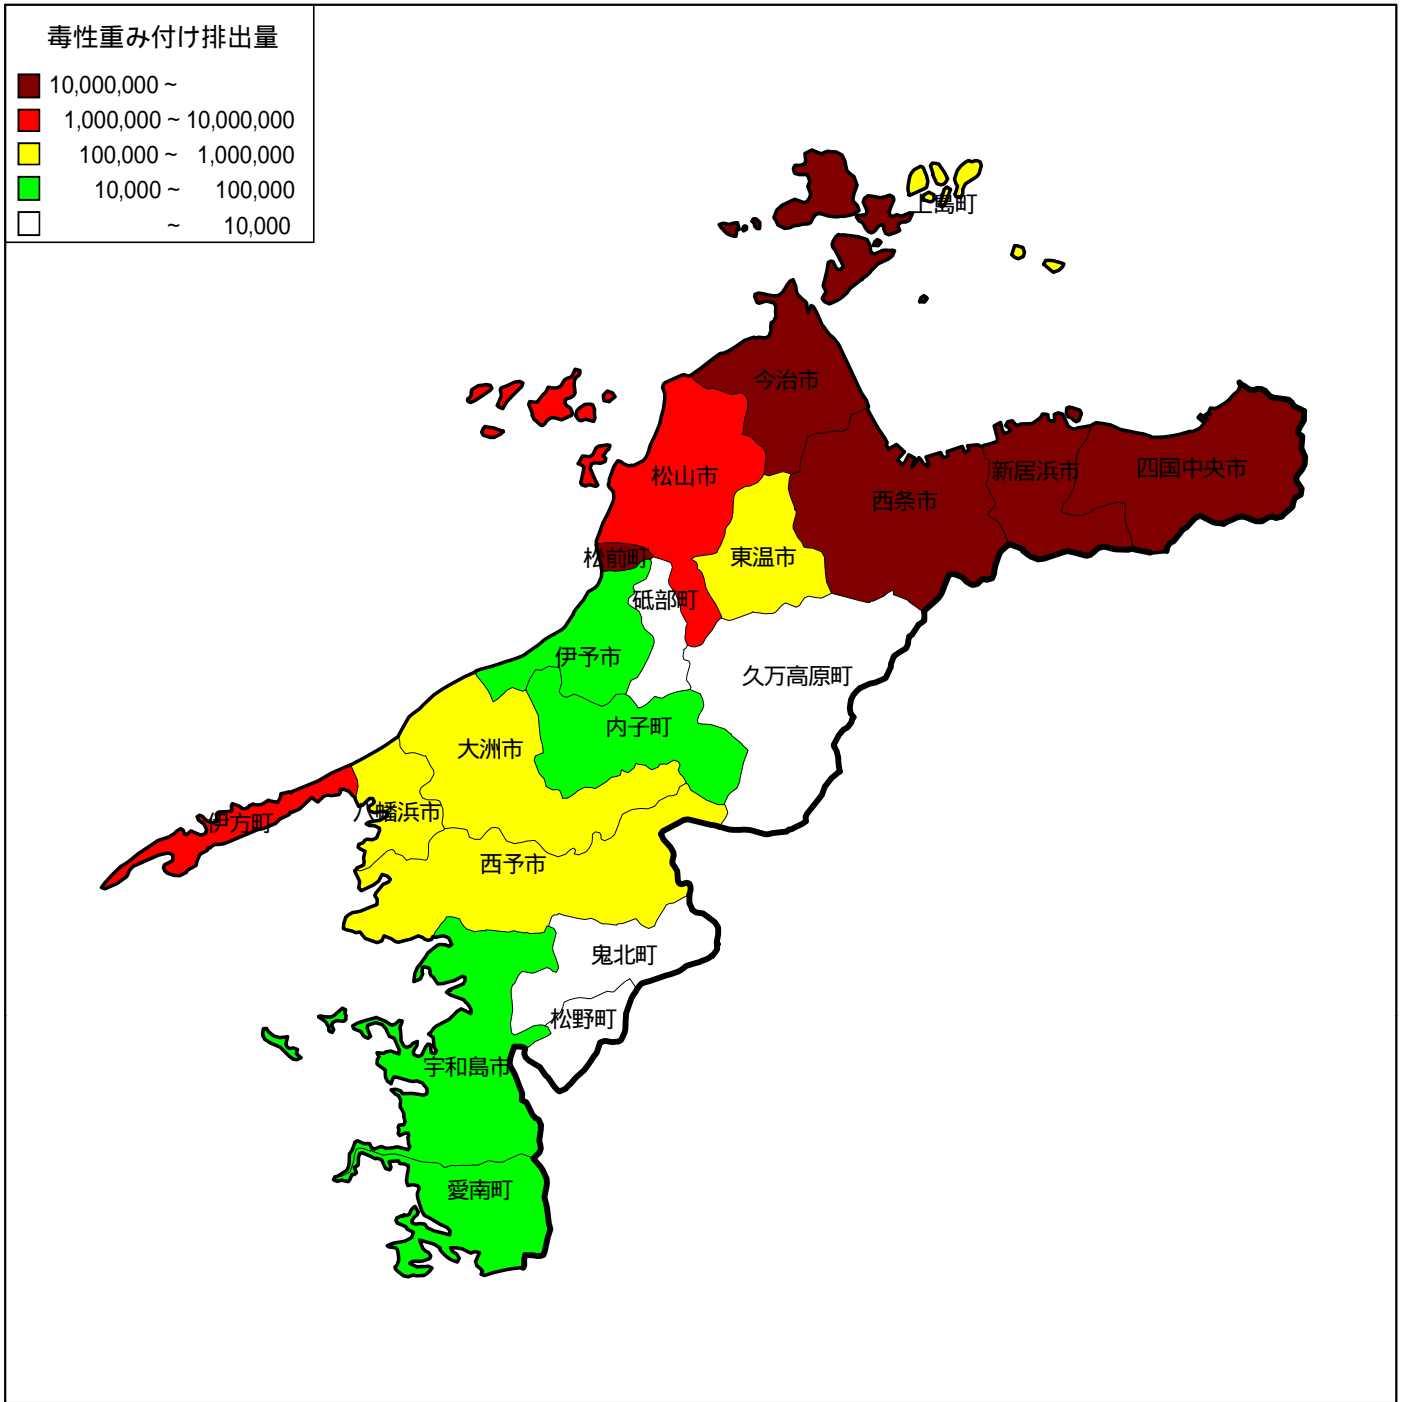 毒性重み付け排出量
10,000,000 ~
1,000,000 ~ 10,000,000
100,000 ~ 1,000,000
10,000 ~ 100,000
~ 10,000
上島町
今治市
松山市
新居浜市
四国中央市
西条市
松前町
東温市
砥部町
伊予市
久万高原町
内子町
大洲市
八幡浜市
伊方町
西予市
鬼北町
松野町
宇和島市
愛南町